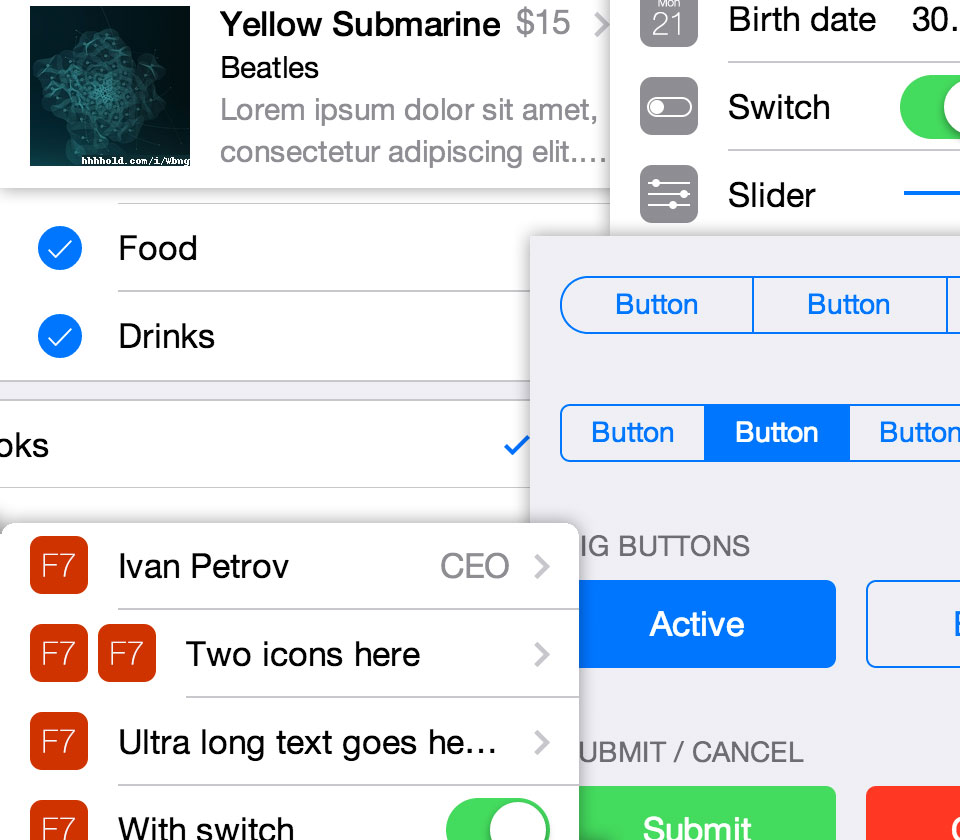 Yellow Submarine $15
Beatles
Lorem ipsum dolor sit amet,
consectetur adipiscing elit....
hhhhold.com/i/Wbng
Food
Drinks
oks
F7 Ivan Petrov CEO
F7 F7 Two icons here
F7 Ultra long text goes he...
F7 With switch
Mon
21 Birth date 30.
Switch
Slider
Button Button
Button Button Button
IG BUTTONS
Active
UBMIT / CANCEL
Submit